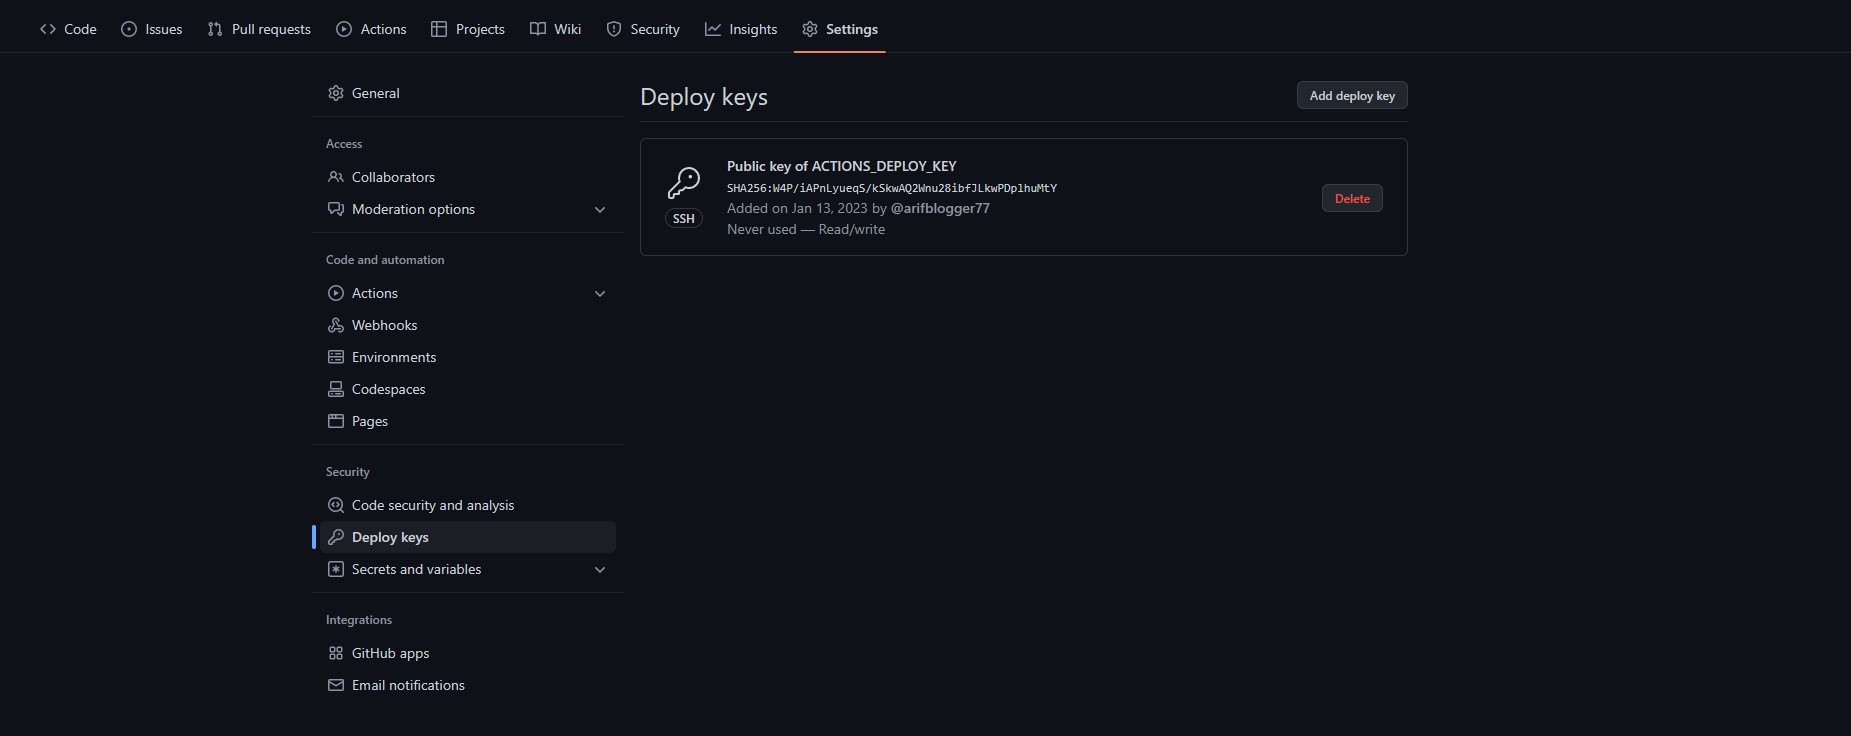 Code Issues Pull requests Actions Projects Wiki Security Insights Settings
General
Access
Collaborators
Moderation options
Code and automation
Actions
Webhooks
Environments
Codespaces
Pages
Security
Code security and analysis
Deploy keys
Secrets and variables
Integrations
GitHub apps
Email notifications
Deploy keys
Add deploy key
Public key of ACTIONS_DEPLOY_KEY
SHA256:W4P/iAPnLyueqS/kSkwAQ2Wnu28ibfJLkwPDplhuMtY
Added on Jan 13, 2023 by @arifblogger77
Never used — Read/write
SSH
Delete